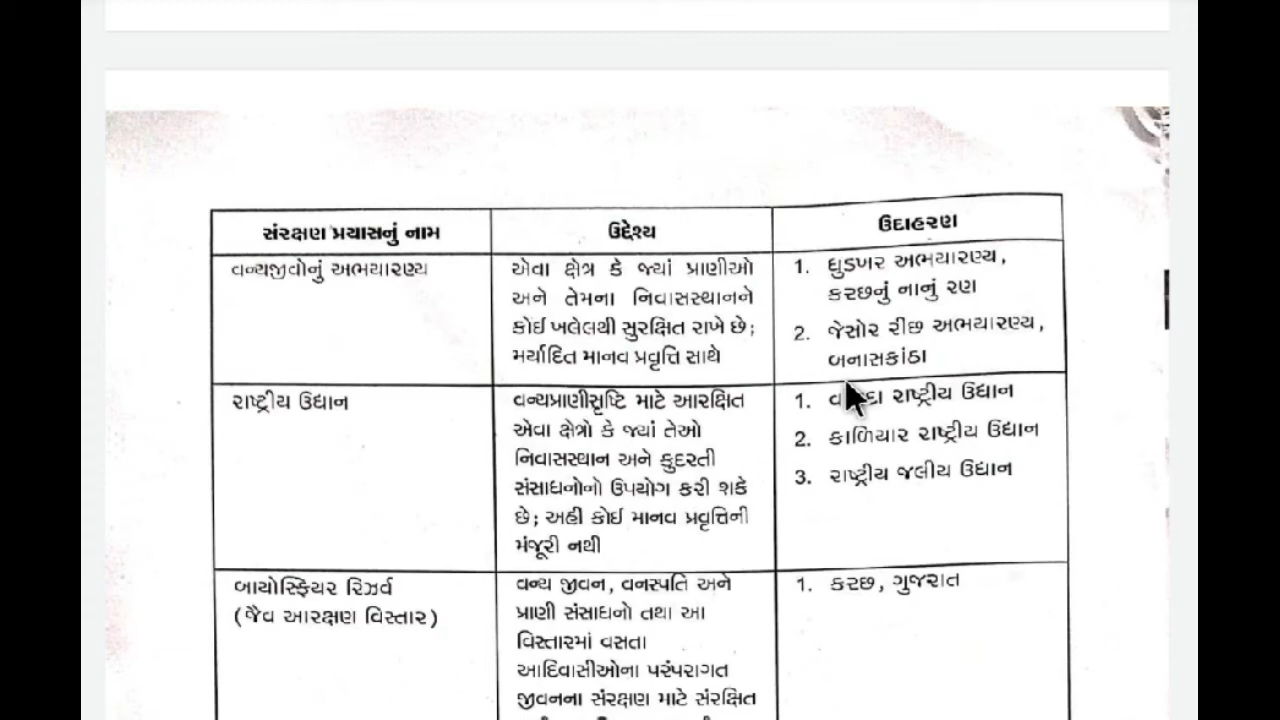 સંરક્ષણ પ્રયાસનું નામ
ઉદ્દેશ્ય
ઉદાહરણ
વન્યજીવોનું અભયારણ્ય
એવા ક્ષેત્ર કે જ્યાં પ્રાણીઓ
અને તેમના નિવાસસ્થાનને
કોઈ ખલેલથી સુરક્ષિત રાખે છે;
મર્યાદિત માનવ પ્રવૃત્તિ સાથે
1. ઘુડખર અભયારણ્ય,
કચ્છનું નાનું રણ
2. જેસોર રીંછ અભયારણ્ય,
બનાસકાંઠા
રાષ્ટ્રીય ઉદ્યાન
વન્યપ્રાણીસૃષ્ટિ માટે આરક્ષિત
એવા ક્ષેત્રો કે જ્યાં તેઓ
નિવાસસ્થાન અને કુદરતી
સંસાધનોનો ઉપયોગ કરી શકે
છે; અહીં કોઈ માનવ પ્રવૃત્તિની
મંજૂરી નથી
1. રાષ્ટ્રીય ઉદ્યાન
2. કાળિયાર રાષ્ટ્રીય ઉદ્યાન
3. રાષ્ટ્રીય જલીય ઉદ્યાન
બાયોસ્ફિયર રિઝર્વ
(જૈવ આરક્ષણ વિસ્તાર)
વન્ય જીવન, વનસ્પતિ અને
પ્રાણી સંસાધનો તથા આ
વિસ્તારમાં વસતા
આદિવાસીઓના પરંપરાગત
જીવનના સંરક્ષણ માટે સંરક્ષિત
1. કચ્છ, ગુજરાત